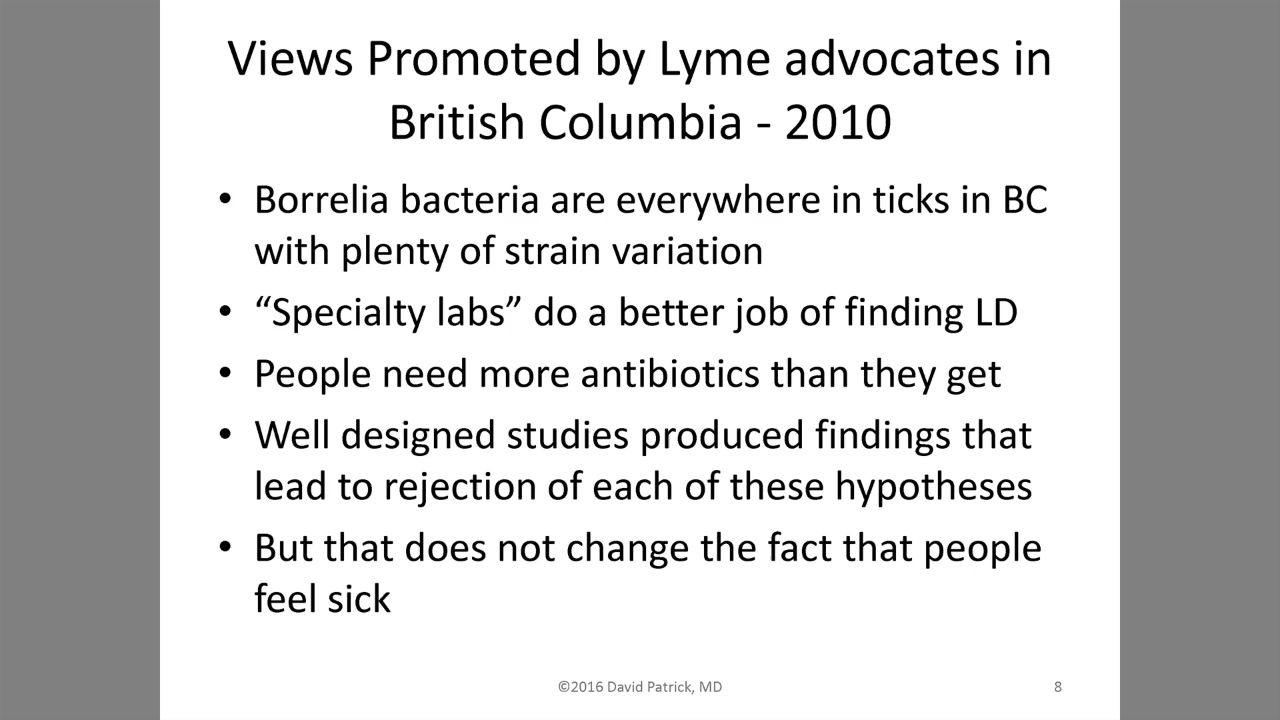 Views Promoted by Lyme advocates in
British Columbia - 2010
• Borrelia bacteria are everywhere in ticks in BC
with plenty of strain variation
• “Specialty labs” do a better job of finding LD
• People need more antibiotics than they get
• Well designed studies produced findings that
lead to rejection of each of these hypotheses
• But that does not change the fact that people
feel sick
©2016 David Patrick, MD
8